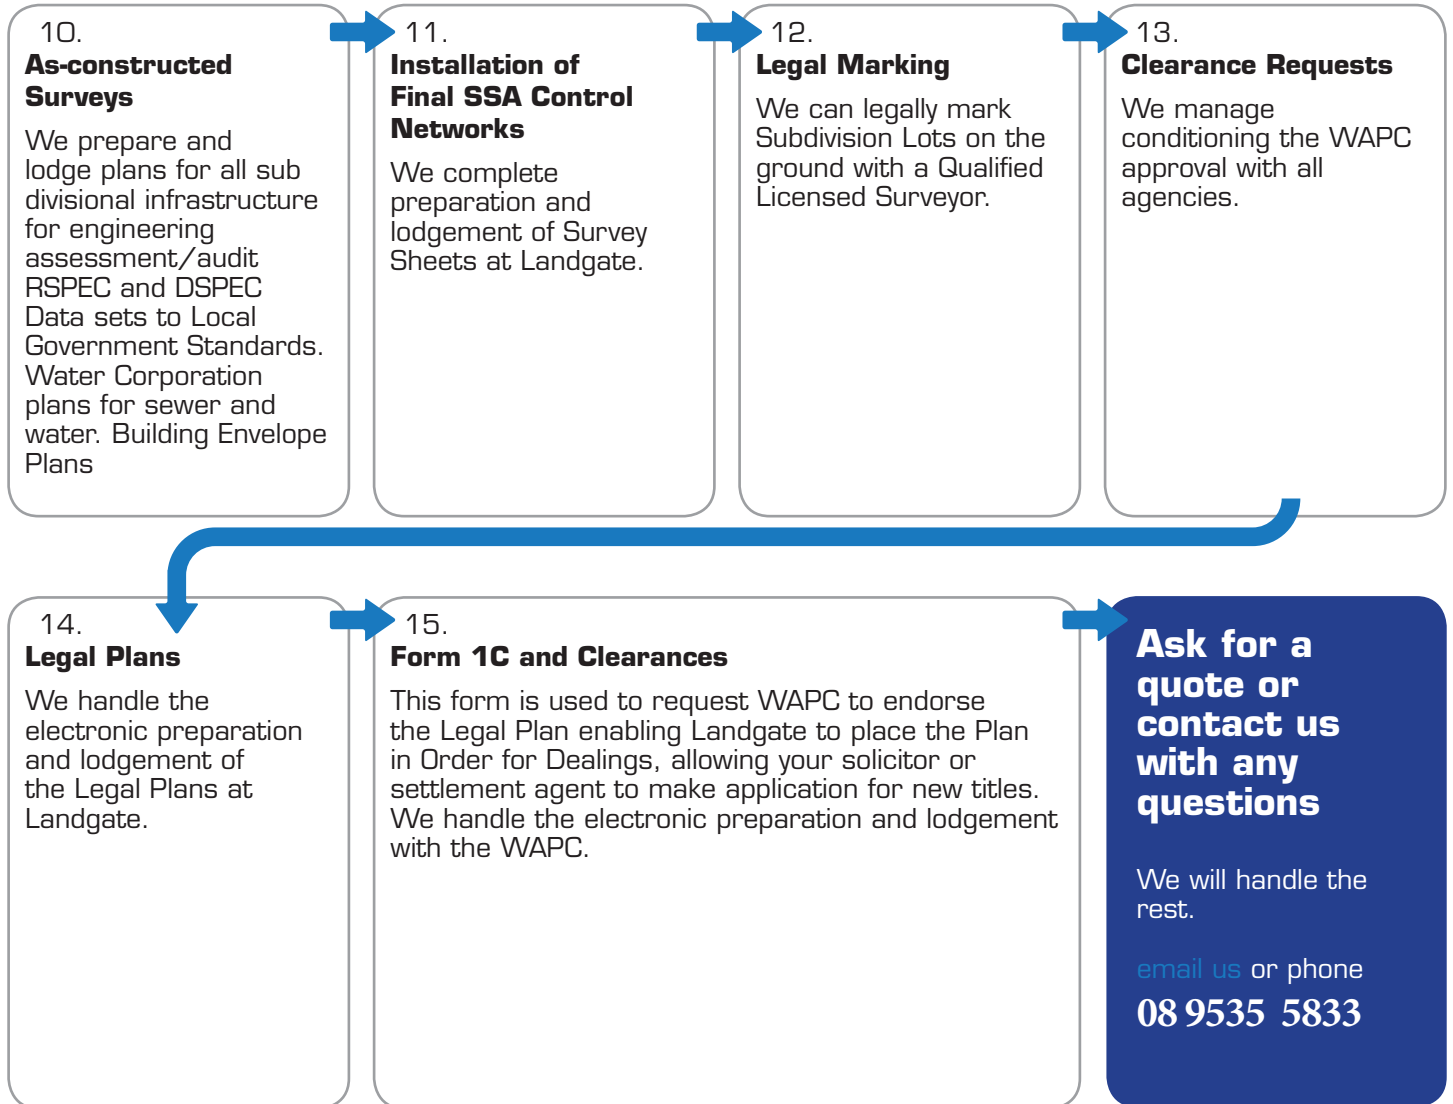 10.
As-constructed
Surveys
We prepare and
lodge plans for all sub
divisional infrastructure
for engineering
assessment/audit
RSPEC and DSPEC
Data sets to Local
Government Standards.
Water Corporation
plans for sewer and
water. Building Envelope
Plans
11.
Installation of
Final SSA Control
Networks
We complete
preparation and
lodgement of Survey
Sheets at Landgate.
12.
Legal Marking
We can legally mark
Subdivision Lots on the
ground with a Qualified
Licensed Surveyor.
13.
Clearance Requests
We manage
conditioning the WAPC
approval with all
agencies.
14.
Legal Plans
We handle the
electronic preparation
and lodgement of
the Legal Plans at
Landgate.
15.
Form 1C and Clearances
This form is used to request WAPC to endorse
the Legal Plan enabling Landgate to place the Plan
in Order for Dealings, allowing your solicitor or
settlement agent to make application for new titles.
We handle the electronic preparation and lodgement
with the WAPC.
Ask for a
quote or
contact us
with any
questions
We will handle the
rest.
email us or phone
08 9535 5833